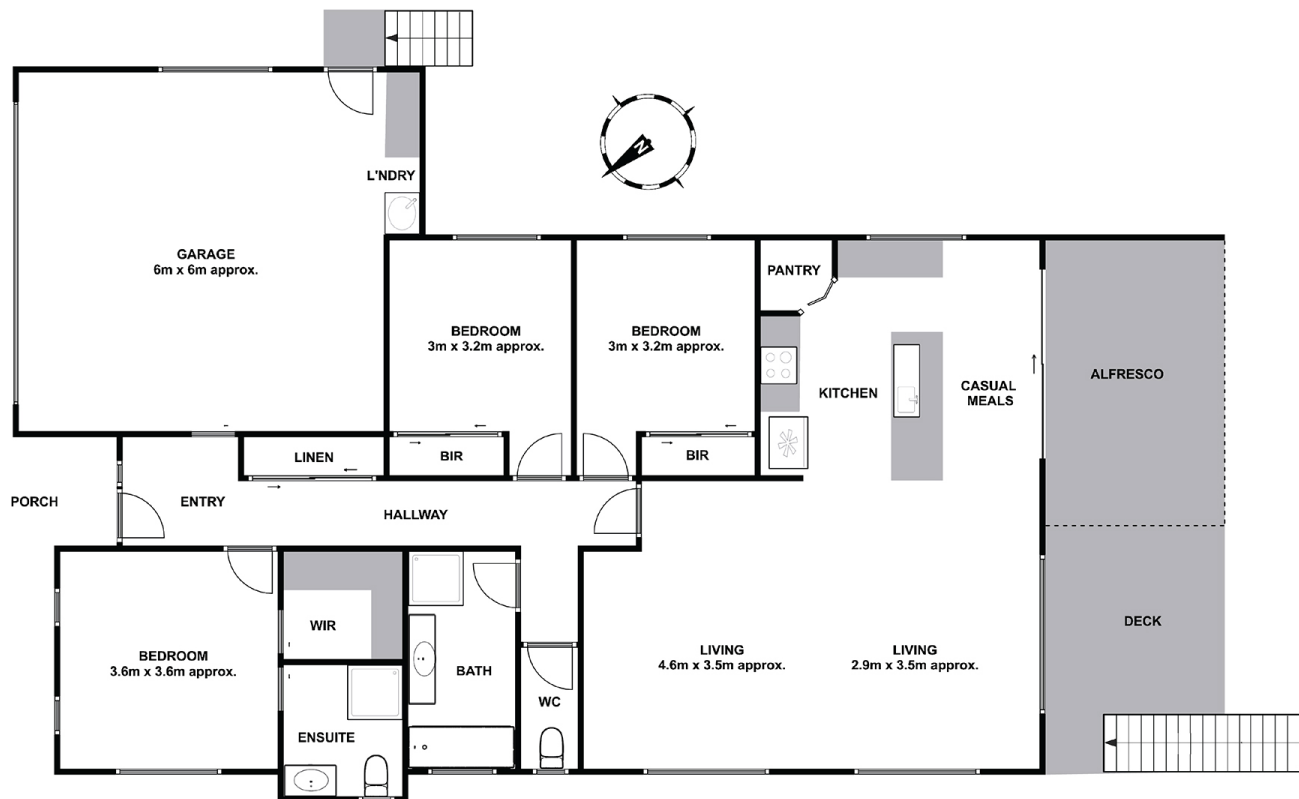 N
L'NDRY
GARAGE
6m x 6m approx.
PANTRY
BEDROOM
3m x 3.2m approx.
BEDROOM
3m x 3.2m approx.
KITCHEN
CASUAL
MEALS
ALFRESCO
LINEN
BIR
BIR
PORCH
ENTRY
HALLWAY
WIR
BEDROOM
3.6m x 3.6m approx.
BATH
LIVING
4.6m x 3.5m approx.
LIVING
2.9m x 3.5m approx.
DECK
WC
ENSUITE